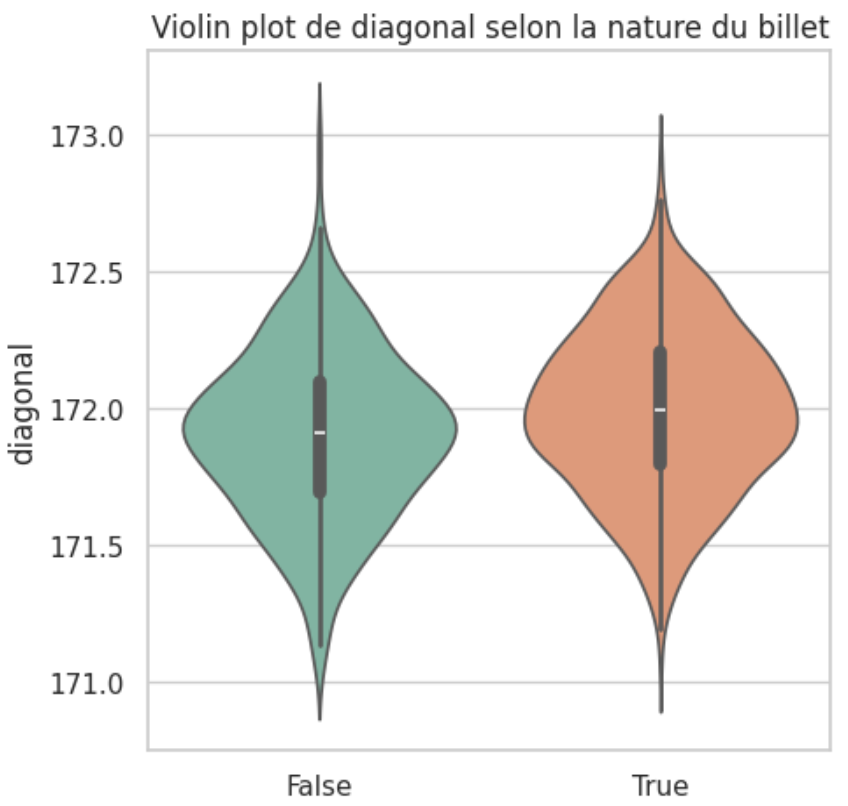 Violin plot de diagonal selon la nature du billet
173.0
172.5
172.0
171.5
171.0
diagonal
False
True